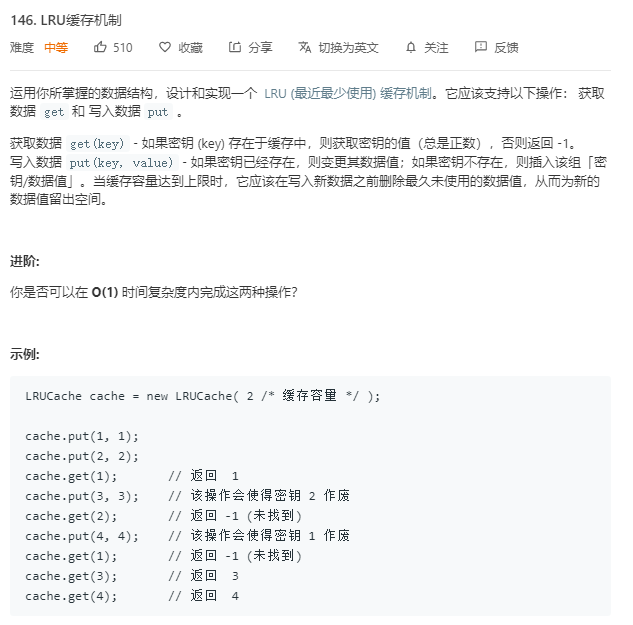 146. LRU缓存机制
难度 中等 510 收藏 分享 切换为英文 关注 反馈
运用你所掌握的数据结构，设计和实现一个 LRU (最近最少使用) 缓存机制。它应该支持以下操作： 获取
数据 get 和 写入数据 put 。
获取数据 get(key) - 如果密钥 (key) 存在于缓存中，则获取密钥的值（总是正数），否则返回 -1。
写入数据 put(key, value) - 如果密钥已经存在，则变更其数据值；如果密钥不存在，则插入该组「密
钥/数据值」。当缓存容量达到上限时，它应该在写入新数据之前删除最久未使用的数据值，从而为新的
数据值留出空间。
进阶:
你是否可以在 O(1) 时间复杂度内完成这两种操作？
示例:
LRUCache cache = new LRUCache( 2 /* 缓存容量 */ );
cache.put(1, 1);
cache.put(2, 2);
cache.get(1);       // 返回  1
cache.put(3, 3);    // 该操作会使得密钥 2 作废
cache.get(2);       // 返回 -1 (未找到)
cache.put(4, 4);    // 该操作会使得密钥 1 作废
cache.get(1);       // 返回 -1 (未找到)
cache.get(3);       // 返回  3
cache.get(4);       // 返回  4